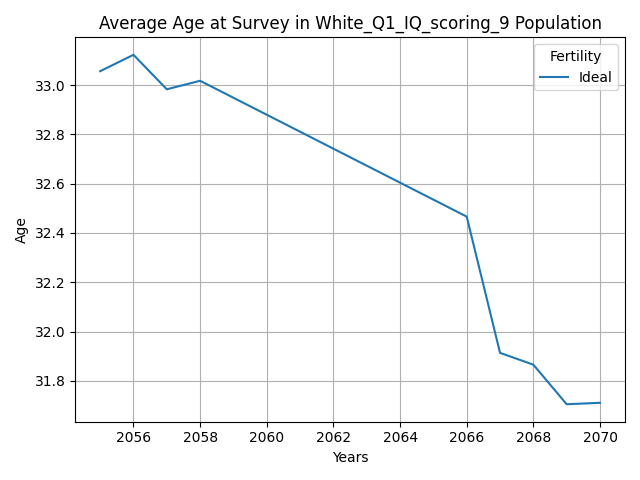 Average Age at Survey in White_Q1_IQ_scoring_9 Population
Fertility
Ideal
33.0
32.8
32.6
32.4
32.2
32.0
31.8
Age
2056 2058 2060 2062 2064 2066 2068 2070
Years